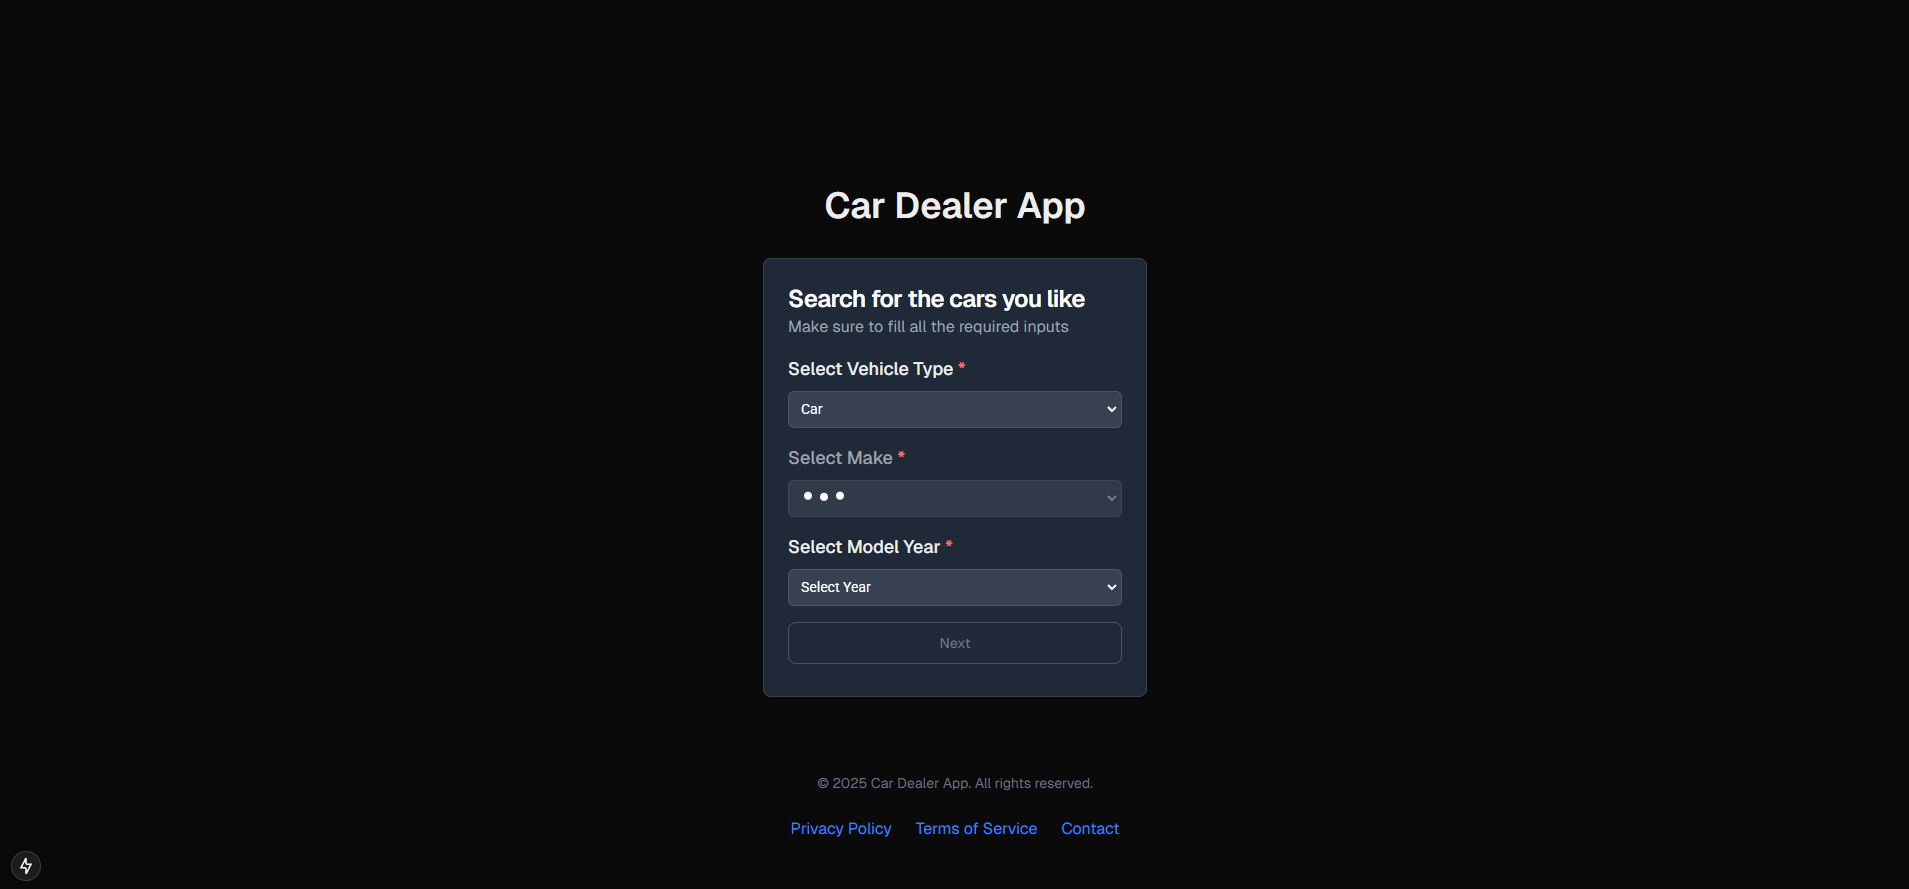 Car Dealer App
Search for the cars you like
Make sure to fill all the required inputs
Select Vehicle Type *
Car
Select Make *
Select Model Year *
Select Year
Next
© 2025 Car Dealer App. All rights reserved.
Privacy Policy Terms of Service Contact